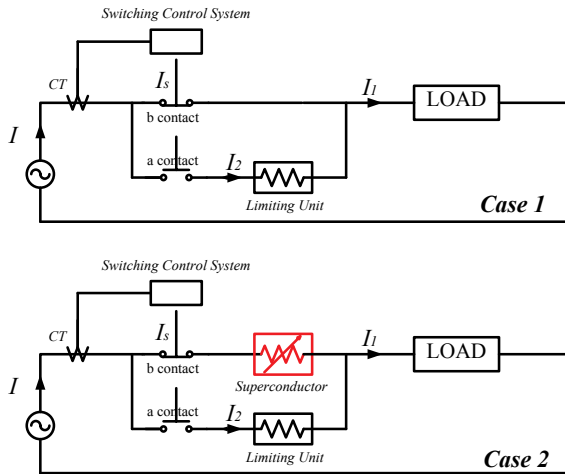 Switching Control System
CT
Is
I1
LOAD
b contact
I
a contact
I2
Limiting Unit
Case 1
Switching Control System
CT
Is
I1
LOAD
b contact
Superconductor
I
a contact
I2
Limiting Unit
Case 2